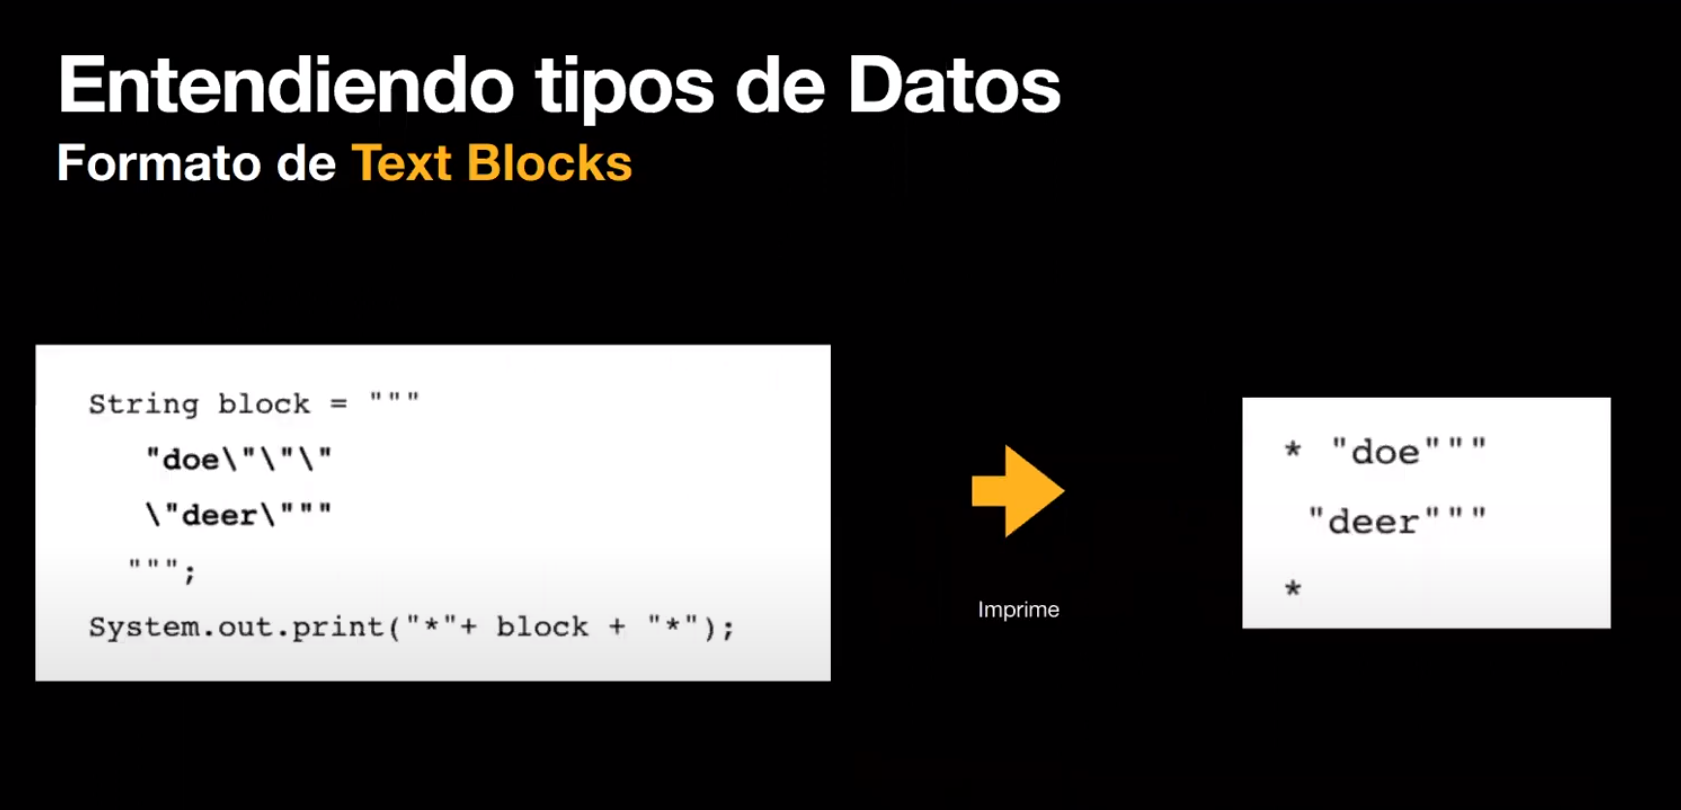 Entendiendo tipos de Datos
Formato de Text Blocks
String block = """
"doe\"\"\"
\"deer\"""
""";
System.out.print("*"+ block + "*");
Imprime
* "doe"""
"deer"""
*